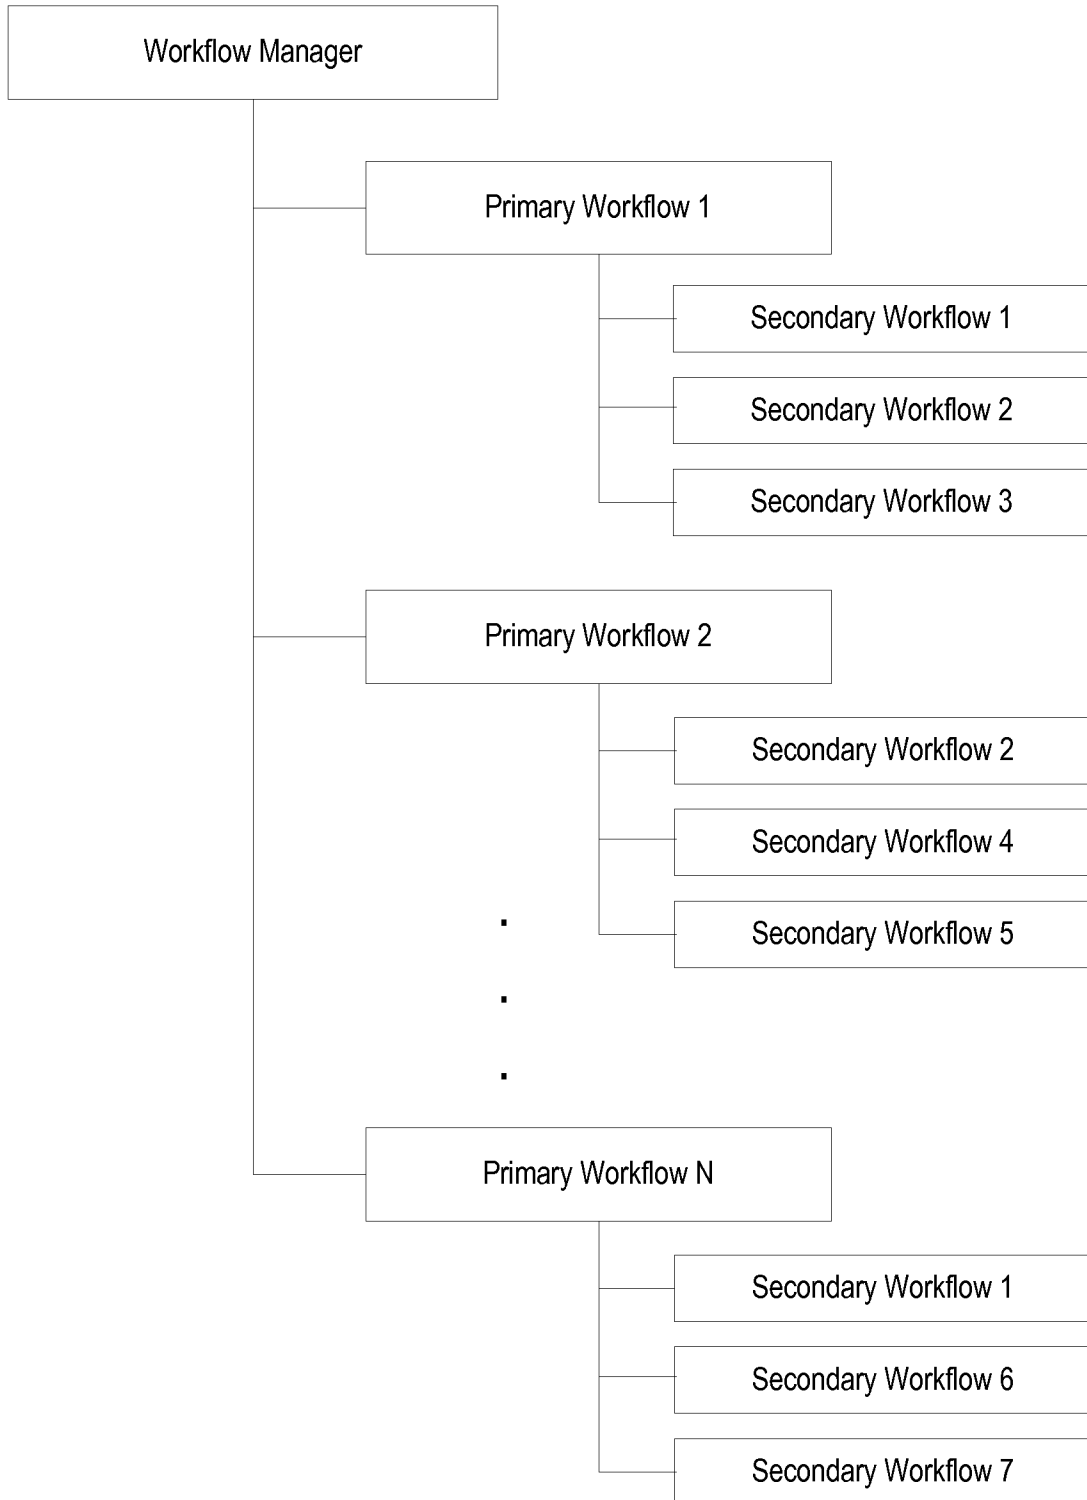 Workflow Manager
Primary Workflow 1
Secondary Workflow 1
Secondary Workflow 2
Secondary Workflow 3
Primary Workflow 2
Secondary Workflow 2
Secondary Workflow 4
Secondary Workflow 5
.
.
.
Primary Workflow N
Secondary Workflow 1
Secondary Workflow 6
Secondary Workflow 7